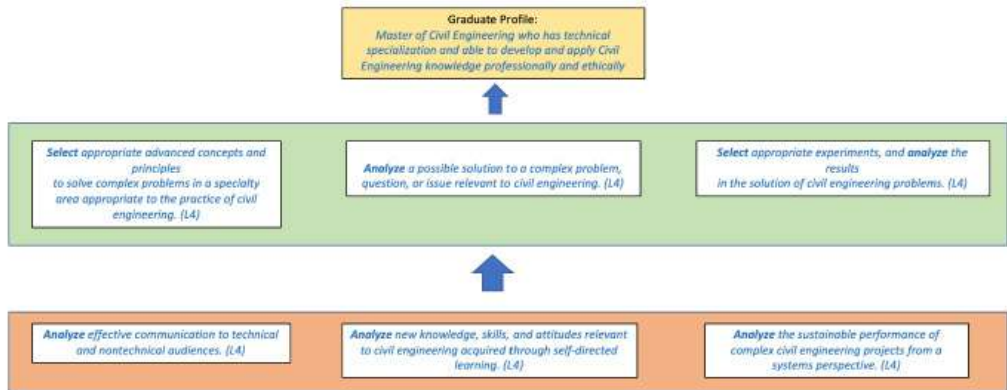 Graduate Profile:
Master of Civil Engineering who has technical
specialization and able to develop and apply Civil
Engineering knowledge professionally and ethically
Select appropriate advanced concepts and
principles
to solve complex problems in a specialty
area appropriate to the practice of civil
engineering. (L4)
Analyze a possible solution to a complex problem,
question, or issue relevant to civil engineering. (L4)
Select appropriate experiments, and analyze the
results
in the solution of civil engineering problems. (L4)
Analyze effective communication to technical
and nontechnical audiences. (L4)
Analyze new knowledge, skills, and attitudes relevant
to civil engineering acquired through self-directed
learning. (L4)
Analyze the sustainable performance of
complex civil engineering projects from a
systems perspective. (L4)